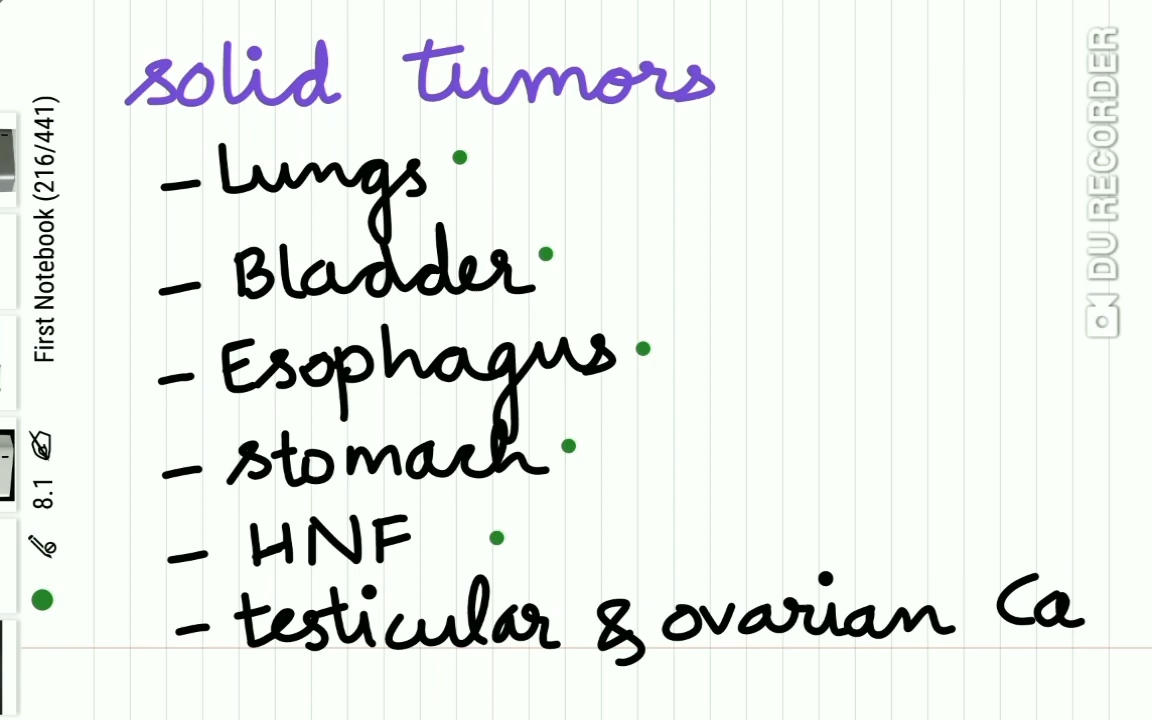 solid tumors
- Lungs
- Bladder
- Esophagus
- stomach
- HNF
- testicular & ovarian Ca
First Notebook (216/441)
8.1
DU RECORDER